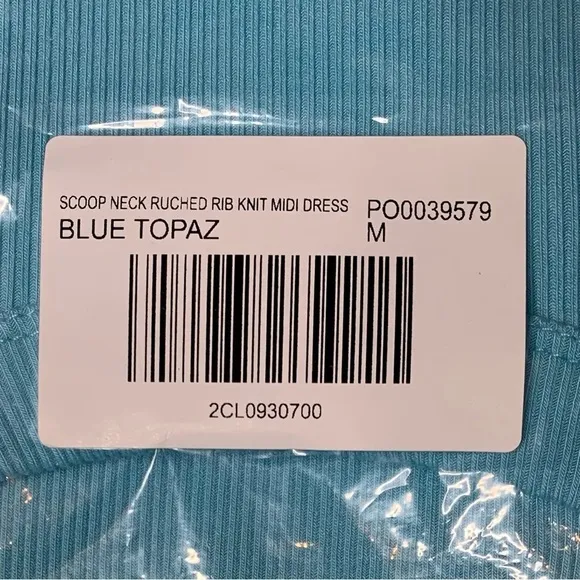 SCOOP NECK RUCHED RIB KNIT MIDI DRESS PO0039579
BLUE TOPAZ M
2CL0930700